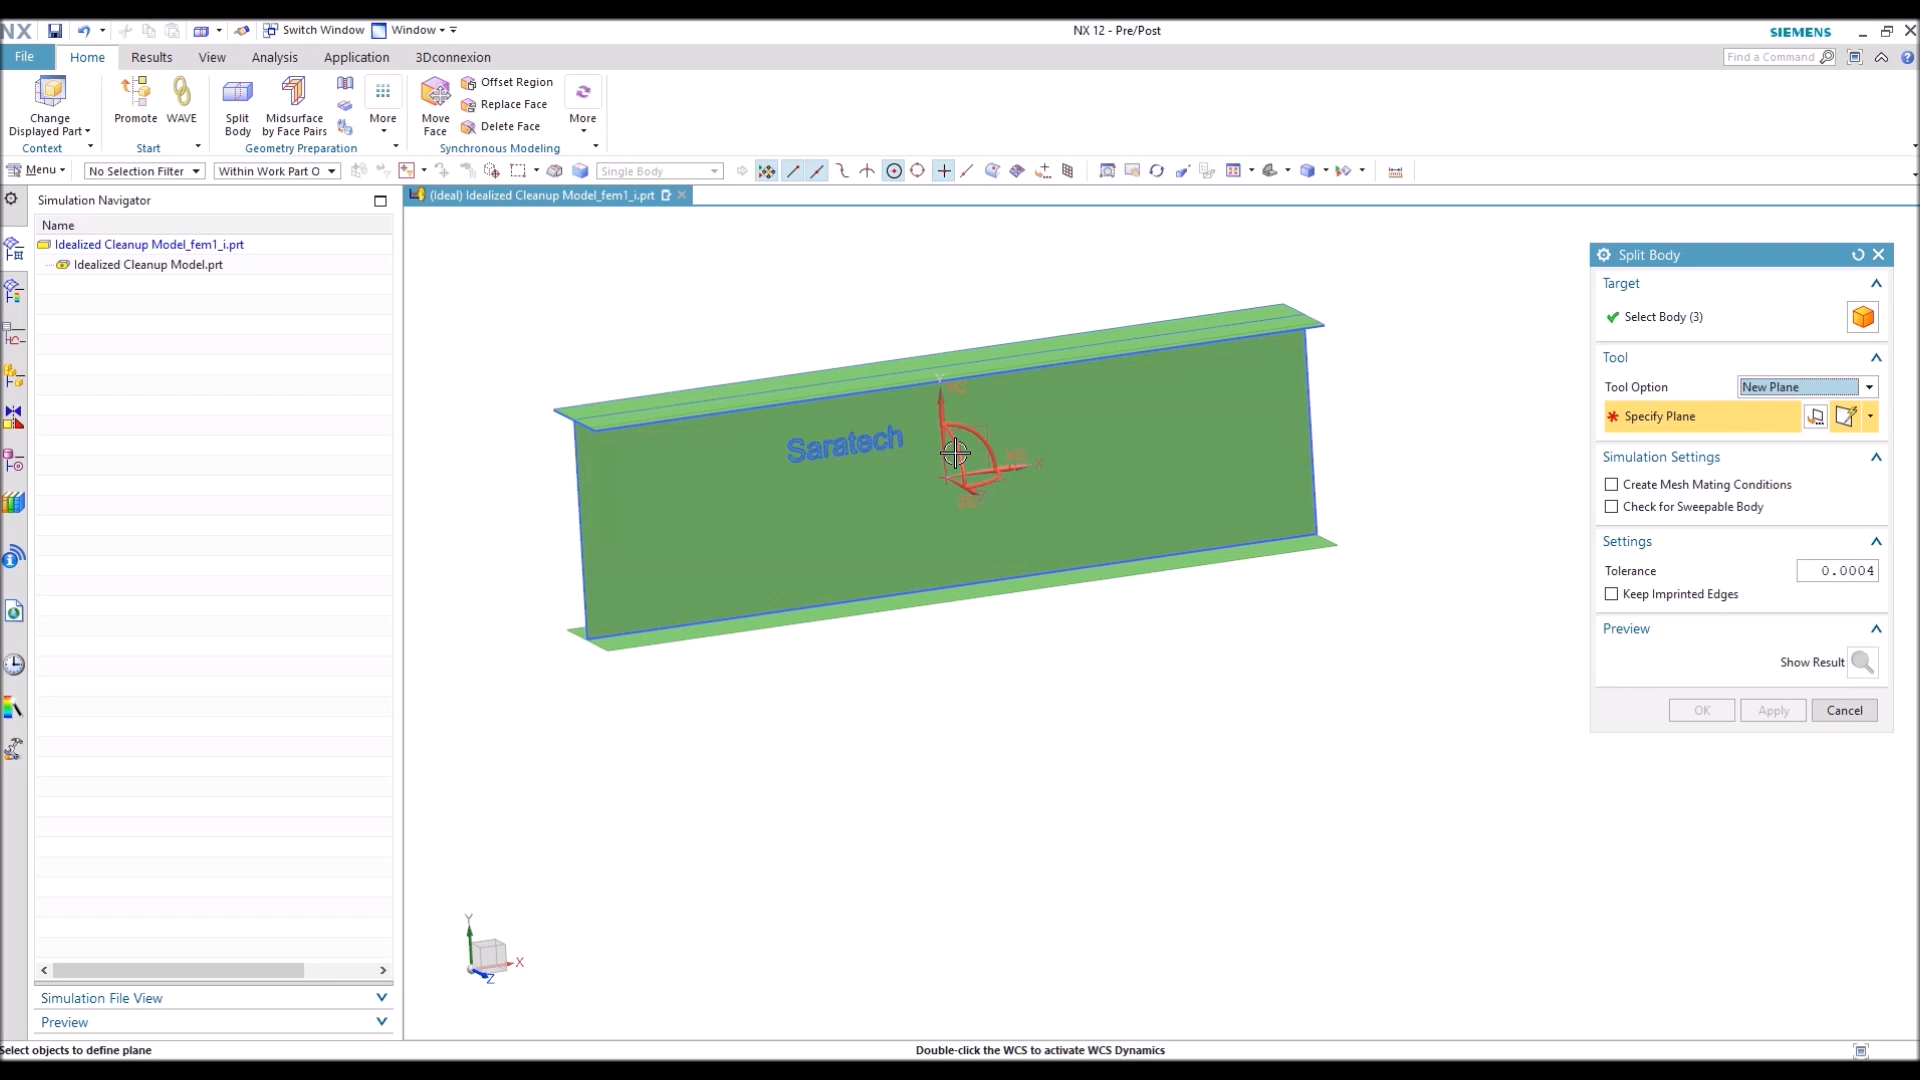 NX
Switch Window
Window
NX 12 - Pre/Post
SIEMENS
File
Home
Results
View
Analysis
Application
3Dconnexion
Find a Command
Change
Displayed Part
Promote
WAVE
Split
Body
Midsurface
by Face Pairs
More
Move
Face
Offset Region
Replace Face
Delete Face
More
Context
Start
Geometry Preparation
Synchronous Modeling
Menu
No Selection Filter
Within Work Part O
Single Body
Simulation Navigator
(Ideal) Idealized Cleanup Model_fem1_i.prt
Name
Idealized Cleanup Model_fem1_i.prt
Idealized Cleanup Model.prt
Split Body
Target
Select Body (3)
Tool
Tool Option
New Plane
Specify Plane
Simulation Settings
Create Mesh Mating Conditions
Check for Sweepable Body
Settings
Tolerance
0.0004
Keep Imprinted Edges
Preview
Show Result
OK
Apply
Cancel
Saratech
Y
X
Y
X
Z
Simulation File View
Preview
Select objects to define plane
Double-click the WCS to activate WCS Dynamics